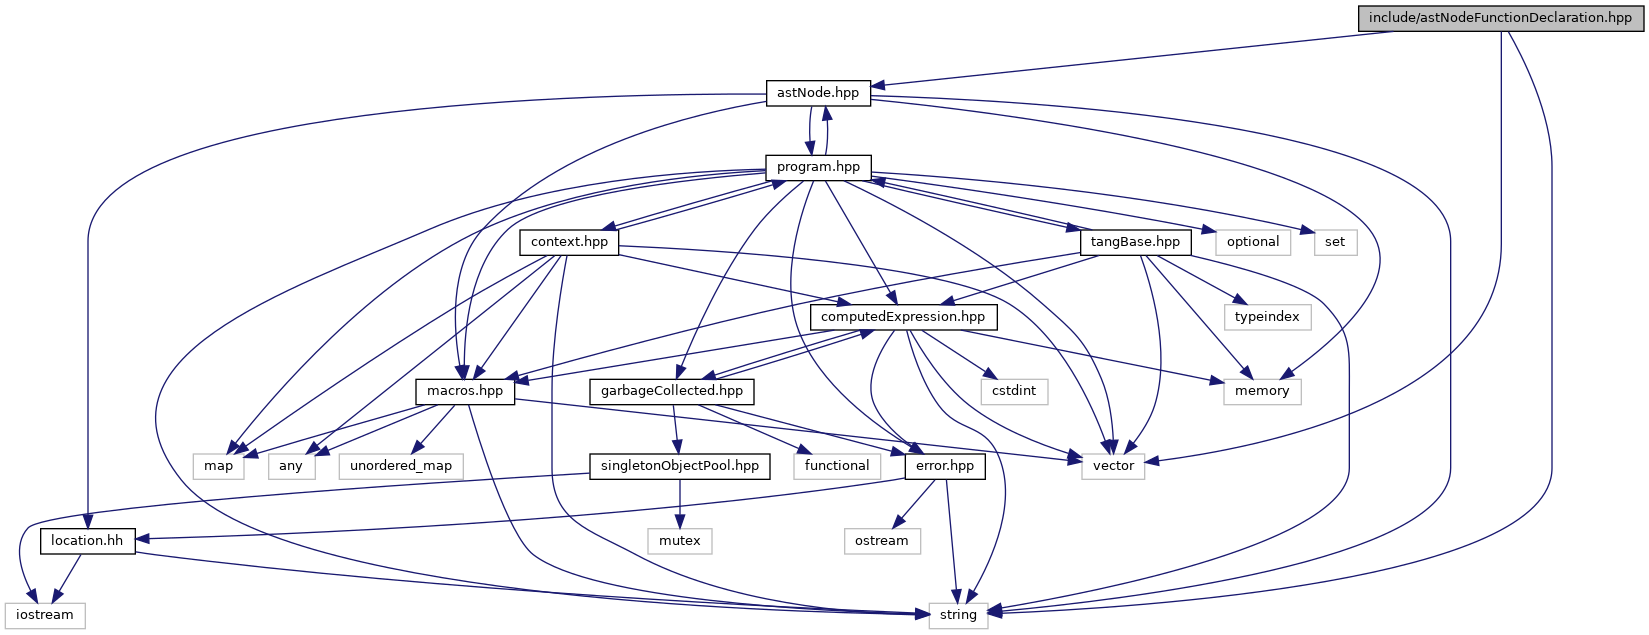 include/astNodeFunctionDeclaration.hpp
astNode.hpp
program.hpp
context.hpp
tangBase.hpp
optional
set
computedExpression.hpp
typeindex
macros.hpp
garbageCollected.hpp
cstdint
memory
map
any
unordered_map
singletonObjectPool.hpp
functional
error.hpp
vector
location.hh
mutex
ostream
iostream
string